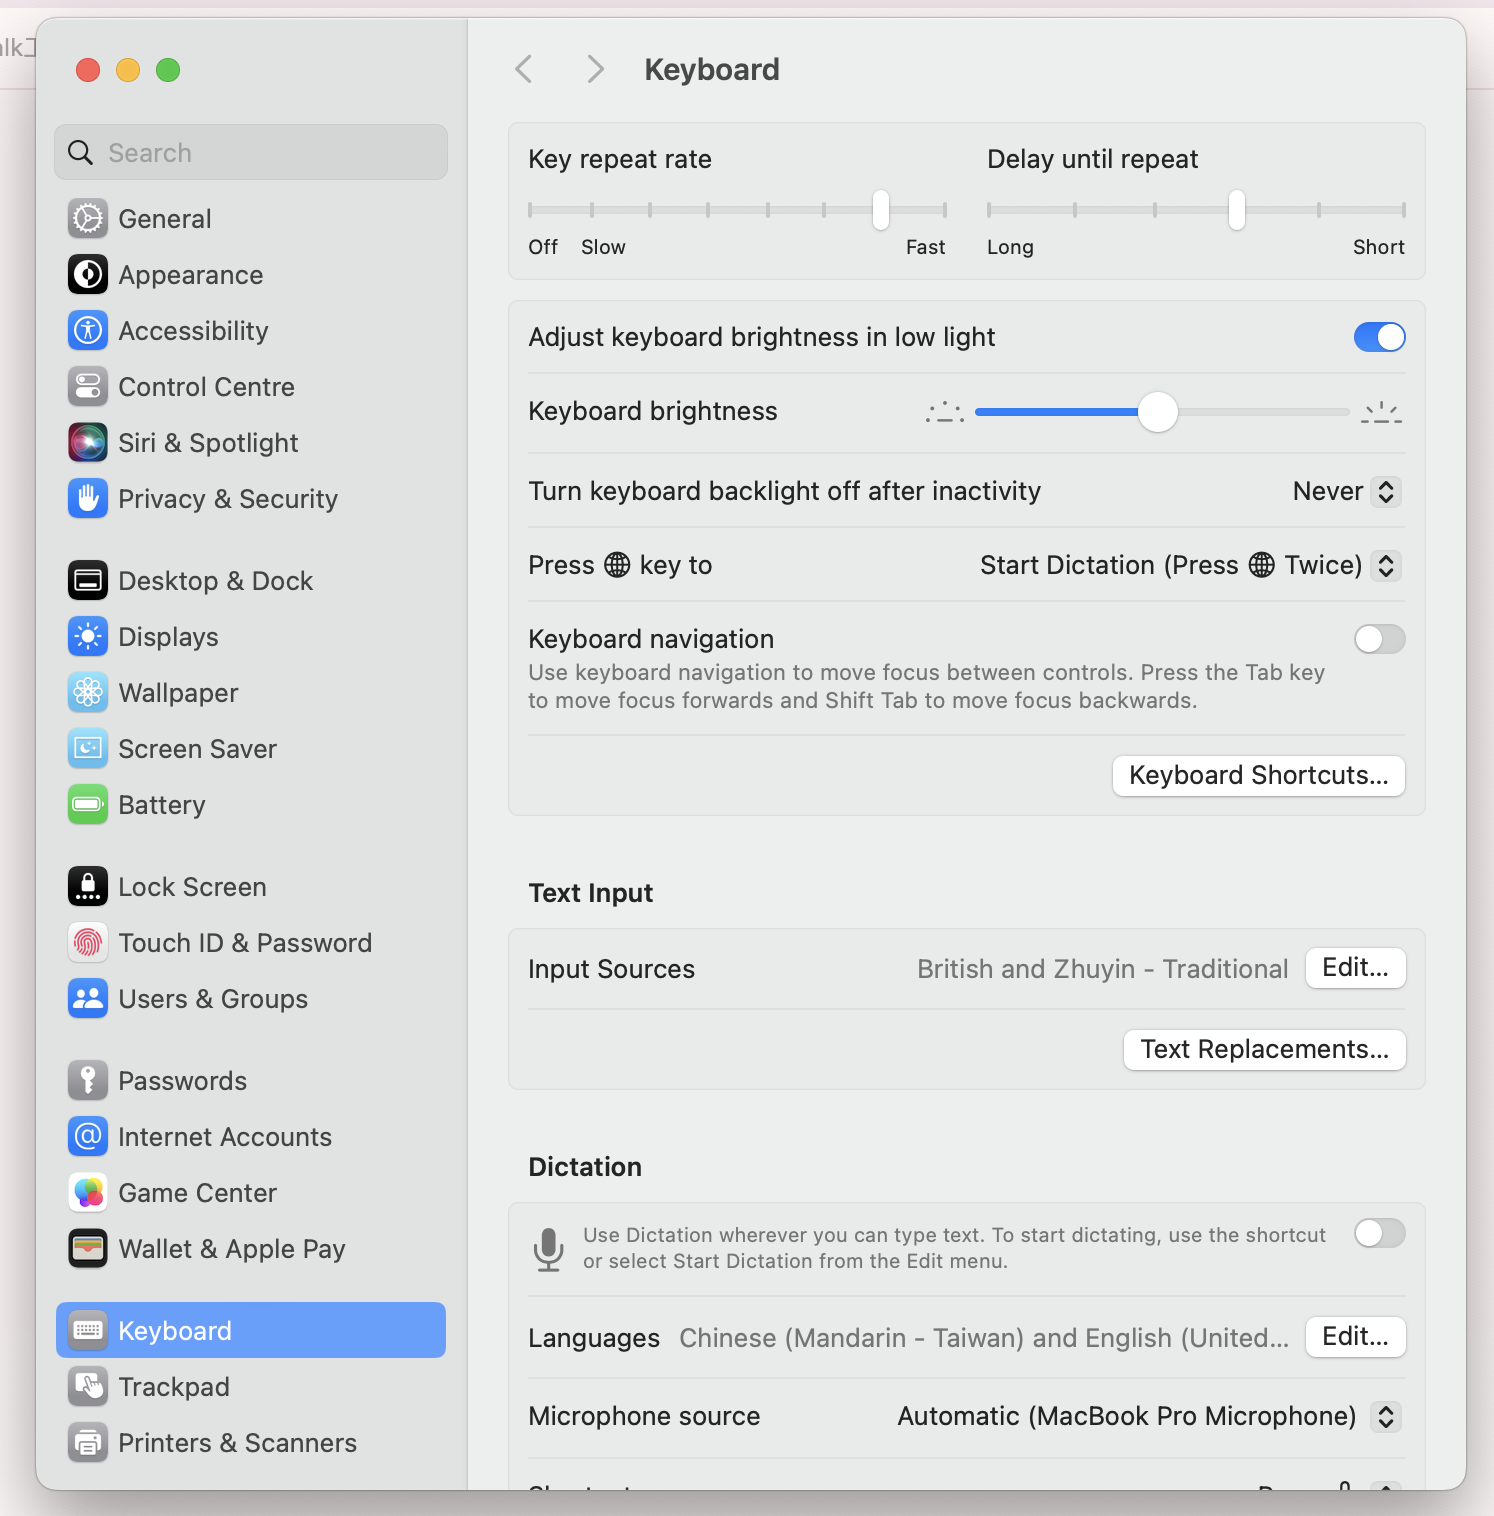 Keyboard
Search
General
Appearance
Accessibility
Control Centre
Siri & Spotlight
Privacy & Security
Desktop & Dock
Displays
Wallpaper
Screen Saver
Battery
Lock Screen
Touch ID & Password
Users & Groups
Passwords
Internet Accounts
Game Center
Wallet & Apple Pay
Keyboard
Trackpad
Printers & Scanners
Key repeat rate
Off Slow Fast
Delay until repeat
Long Short
Adjust keyboard brightness in low light
Keyboard brightness
Turn keyboard backlight off after inactivity Never
Press 🌐 key to Start Dictation (Press 🌐 Twice)
Keyboard navigation
Use keyboard navigation to move focus between controls. Press the Tab key
to move focus forwards and Shift Tab to move focus backwards.
Keyboard Shortcuts...
Text Input
Input Sources British and Zhuyin - Traditional Edit...
Text Replacements...
Dictation
Use Dictation wherever you can type text. To start dictating, use the shortcut
or select Start Dictation from the Edit menu.
Languages Chinese (Mandarin - Taiwan) and English (United... Edit...
Microphone source Automatic (MacBook Pro Microphone)